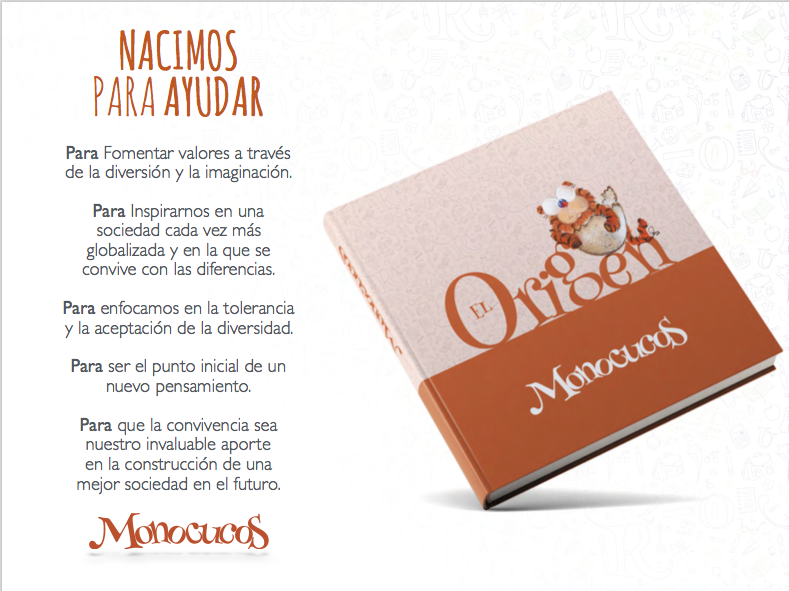 NACIMOS
PARA AYUDAR
Para Fomentar valores a través
de la diversión y la imaginación.
Para Inspirarnos en una
sociedad cada vez más
globalizada y en la que se
convive con las diferencias.
Para enfocarnos en la tolerancia
y la aceptación de la diversidad.
Para ser el punto inicial de un
nuevo pensamiento.
Para que la convivencia sea
nuestro invaluable aporte
en la construcción de una
mejor sociedad en el futuro.
Monocucos
EL Origen
Monocucos